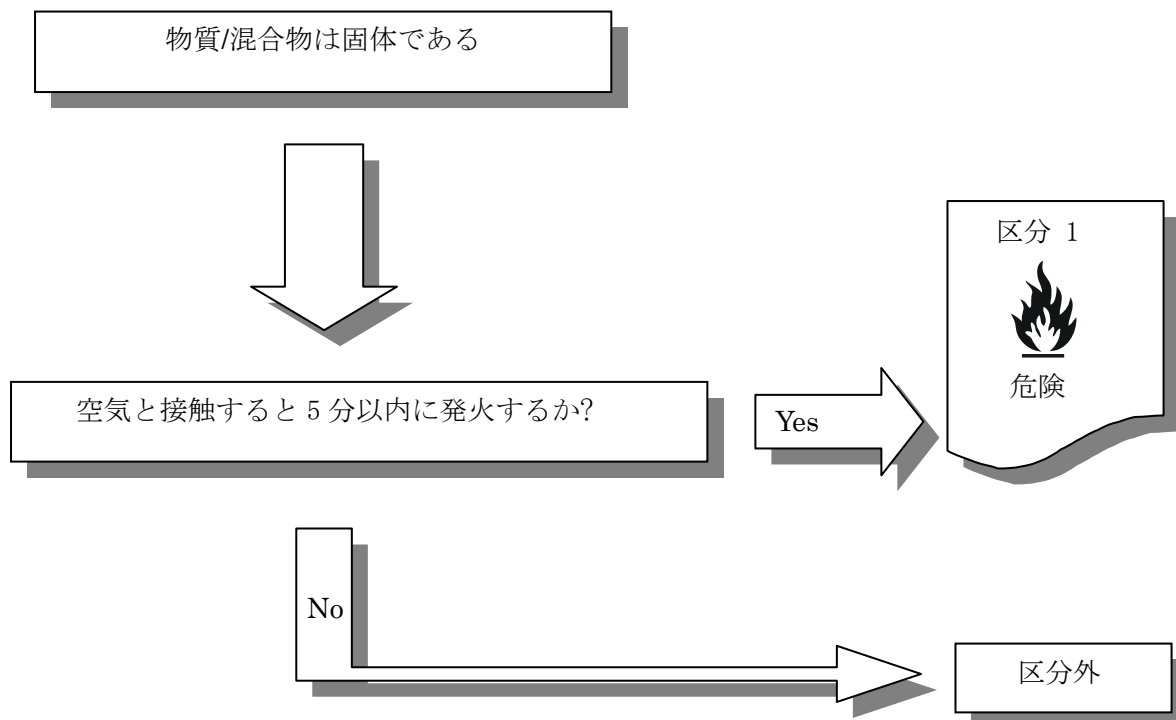 物質/混合物は固体である
区分 1
危険
空気と接触すると 5 分以内に発火するか?
Yes
No
区分外